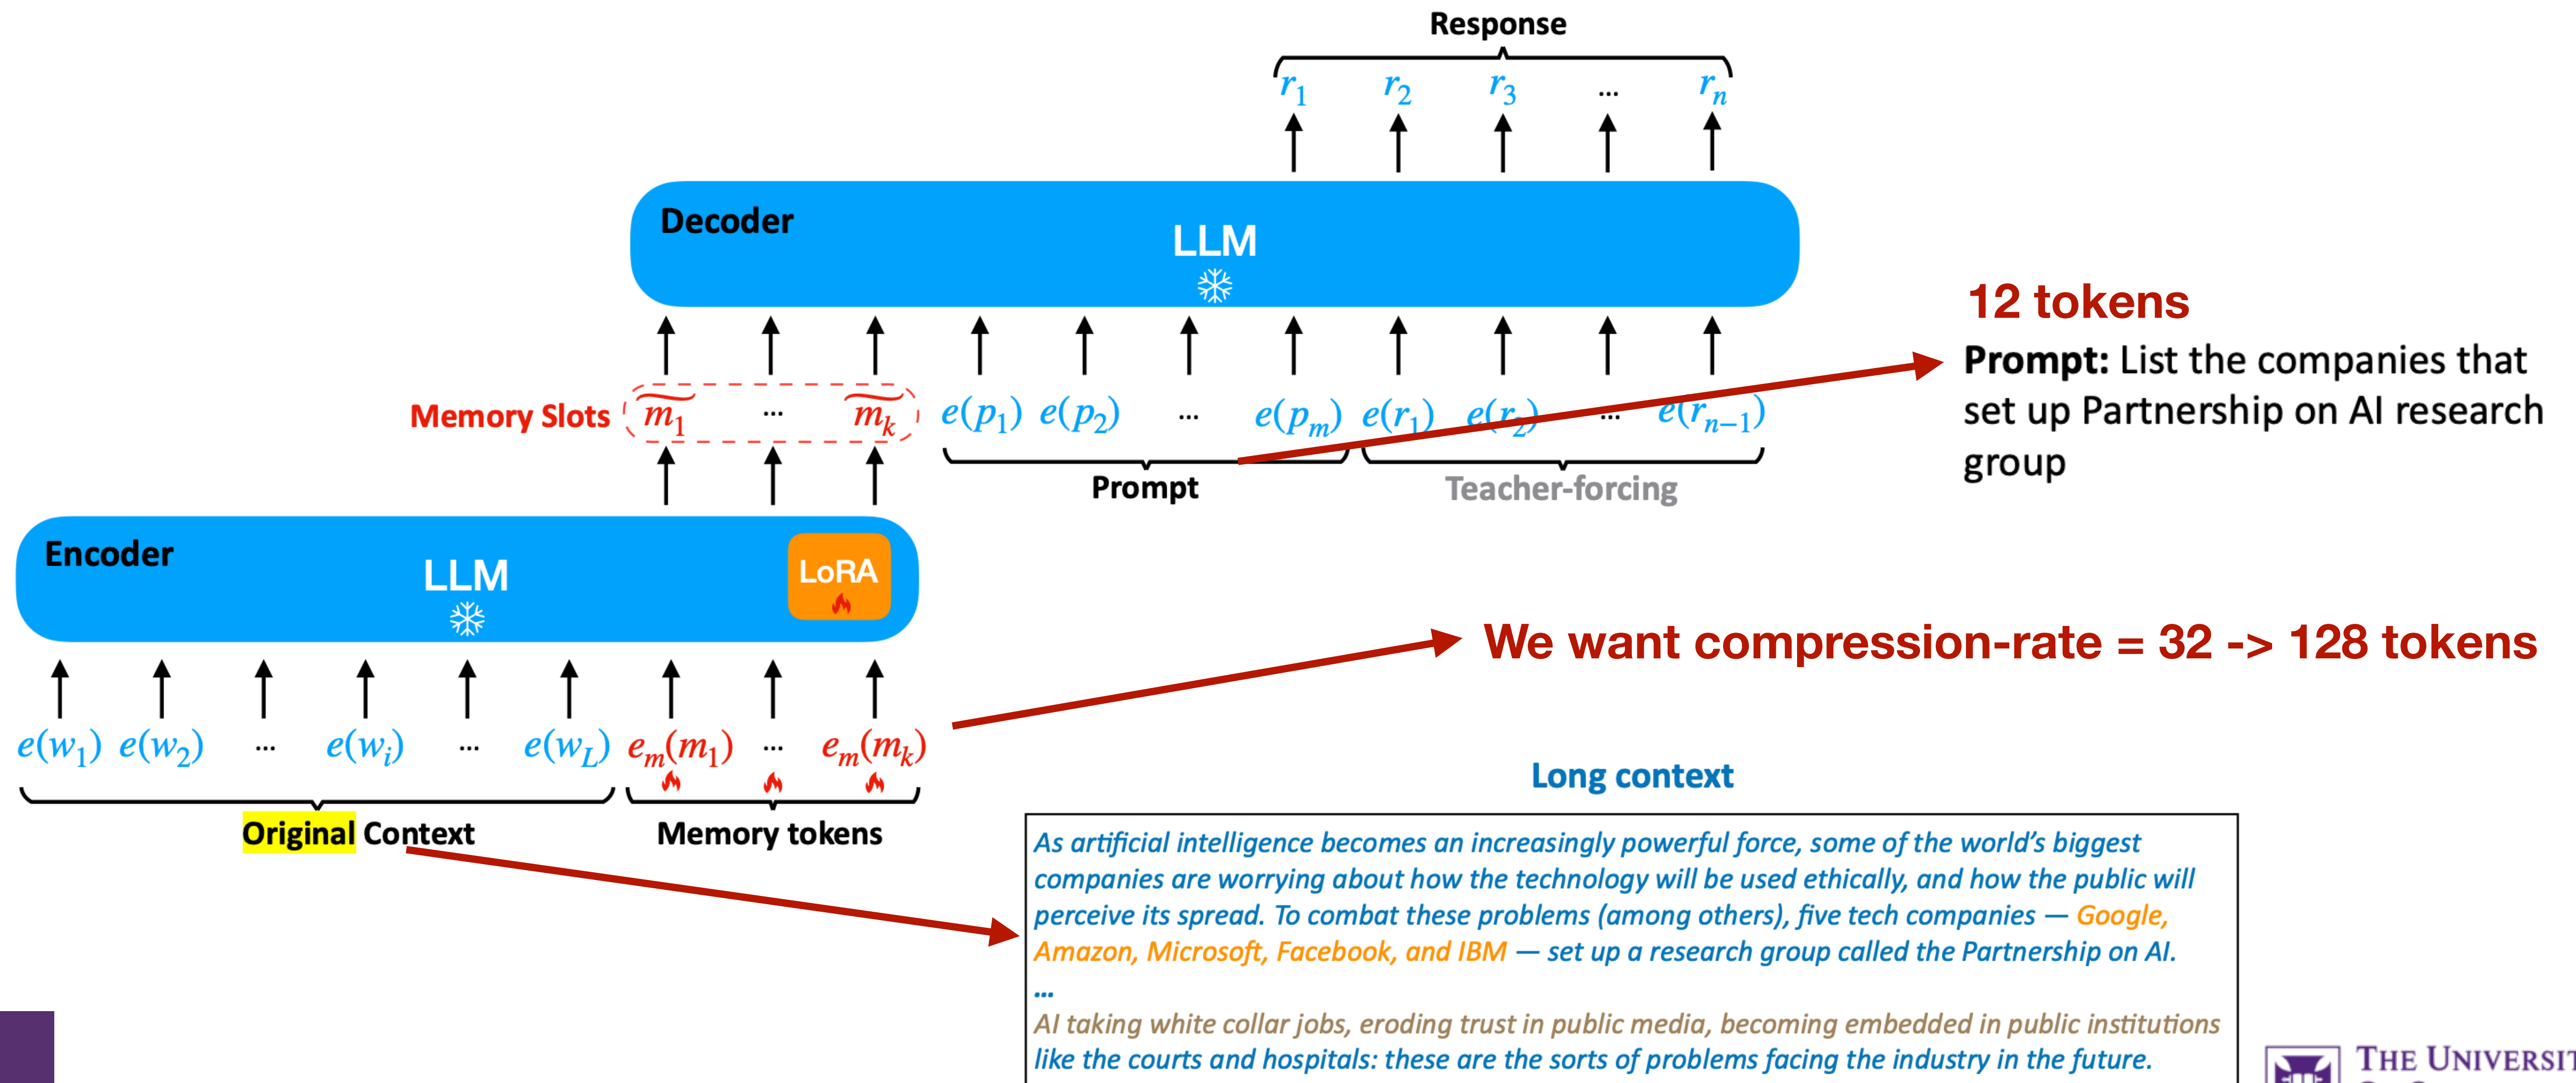 Response
r₁ r₂ r₃ ... rₙ
Decoder
LLM
12 tokens
Prompt: List the companies that
set up Partnership on AI research
group
Memory Slots m̃₁ ... m̃ₖ e(p₁) e(p₂) ... e(pₘ) e(r₁) e(r₂) ... e(rₙ₋₁)
Prompt
Teacher-forcing
Encoder
LLM
LoRA
We want compression-rate = 32 -> 128 tokens
e(w₁) e(w₂) ... e(wᵢ) ... e(w_L) eₘ(m₁) ... eₘ(mₖ)
Original Context
Memory tokens
Long context
As artificial intelligence becomes an increasingly powerful force, some of the world’s biggest
companies are worrying about how the technology will be used ethically, and how the public will
perceive its spread. To combat these problems (among others), five tech companies — Google,
Amazon, Microsoft, Facebook, and IBM — set up a research group called the Partnership on AI.
...
AI taking white collar jobs, eroding trust in public media, becoming embedded in public institutions
like the courts and hospitals: these are the sorts of problems facing the industry in the future.
THE UNIVERSIT